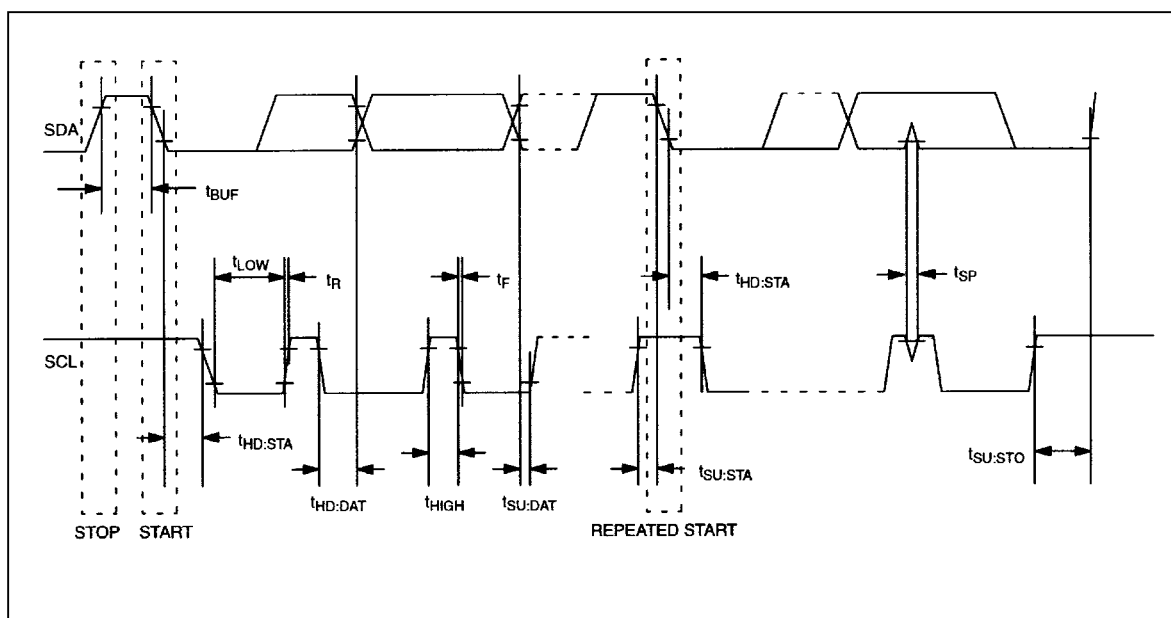 SDA
tBUF
tLOW
tR
tF
tHD:STA
tSP
SCL
tHD:STA
tHD:DAT
tHIGH
tSU:DAT
tSU:STA
tSU:STO
STOP
START
REPEATED START